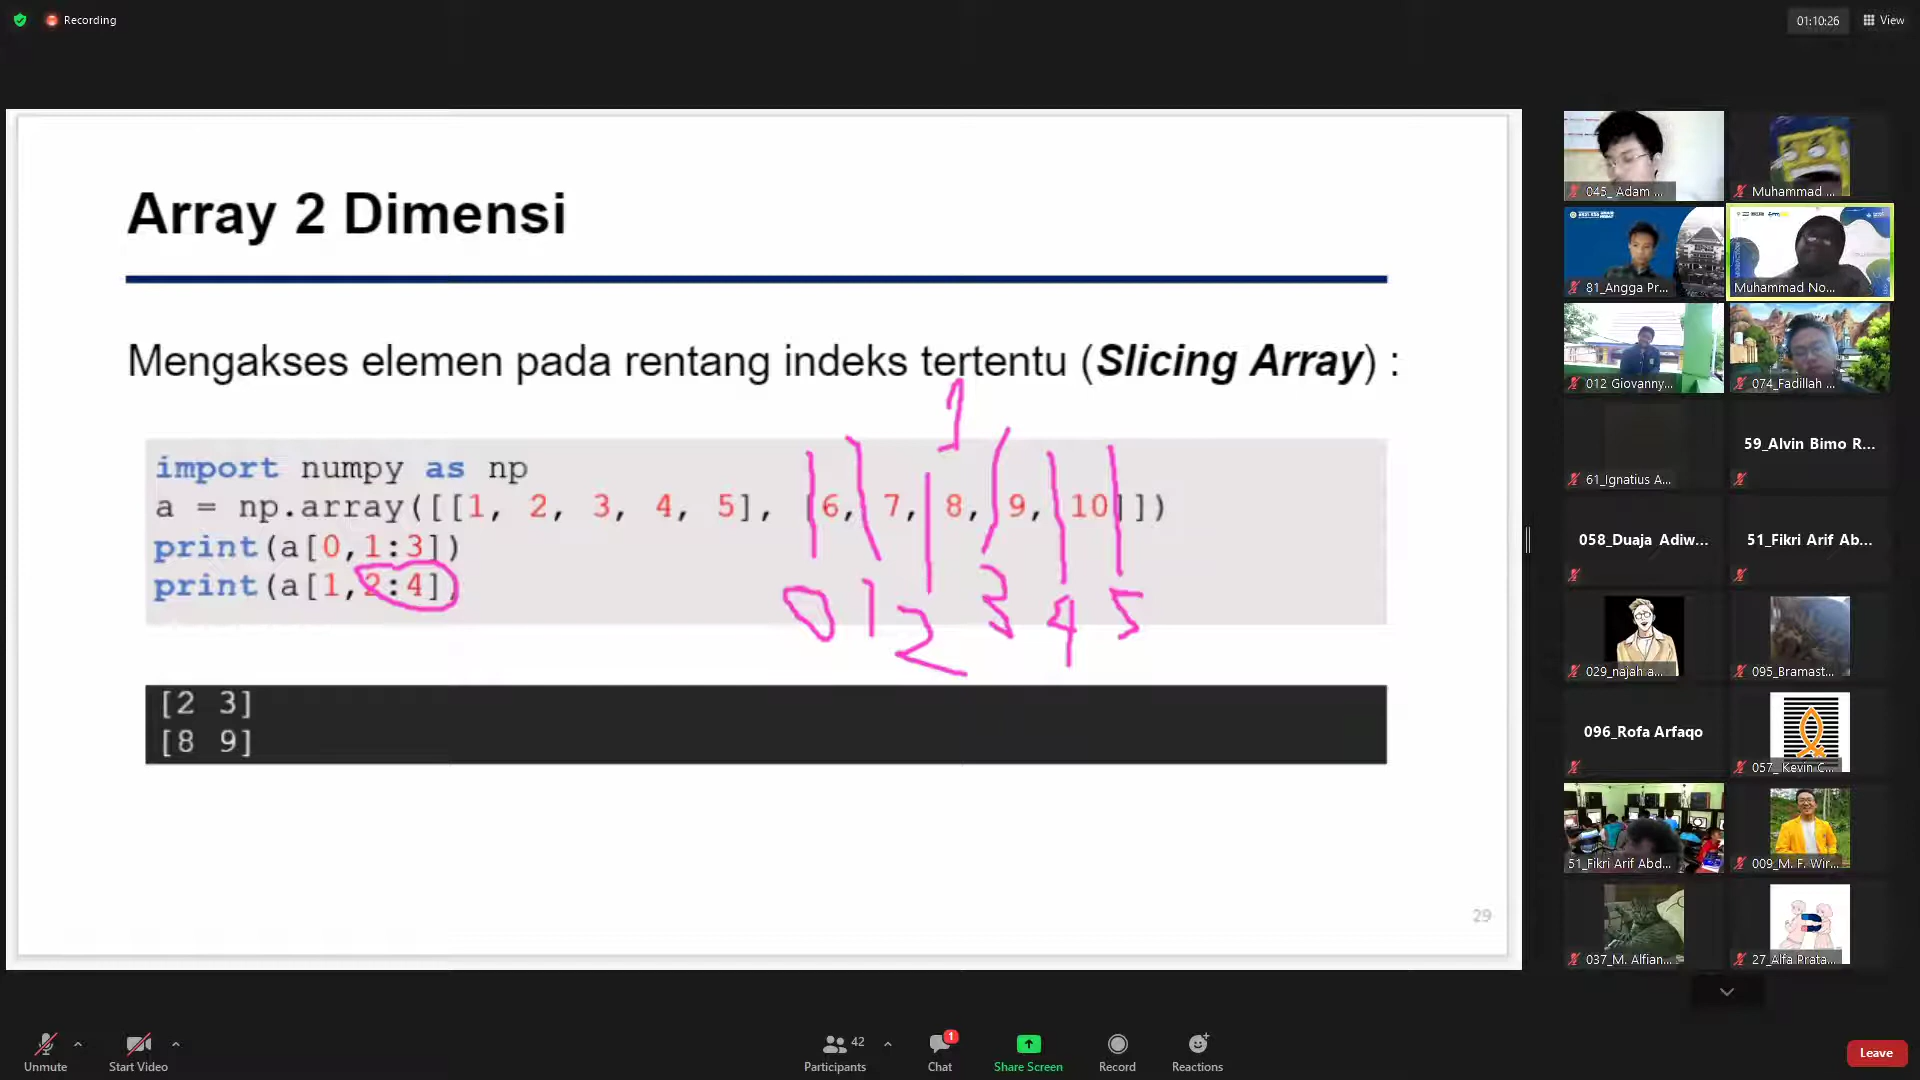 Recording
01:10:26
View
Array 2 Dimensi
Mengakses elemen pada rentang indeks tertentu (Slicing Array) :
1
import numpy as np
a = np.array([[1, 2, 3, 4, 5], [6, 7, 8, 9, 10]])
print(a[0,1:3])
print(a[1,2:4])
0 1 2 3 4 5
[2 3]
[8 9]
29
045_ Adam ...
Muhammad ...
81_Angga Pr...
Muhammad No...
012 Giovanny...
074_Fadillah ...
61_Ignatius A...
59_Alvin Bimo R...
058_Duaja Adiw...
51_Fikri Arif Ab...
029_najah a...
095_Bramast...
096_Rofa Arfaqo
057_ Kevin C...
51_Fikri Arif Abd...
009_M. F. Wir...
037_M. Alfian...
27_Alfa Prata...
Unmute
Start Video
42
Participants
1
Chat
Share Screen
Record
Reactions
Leave